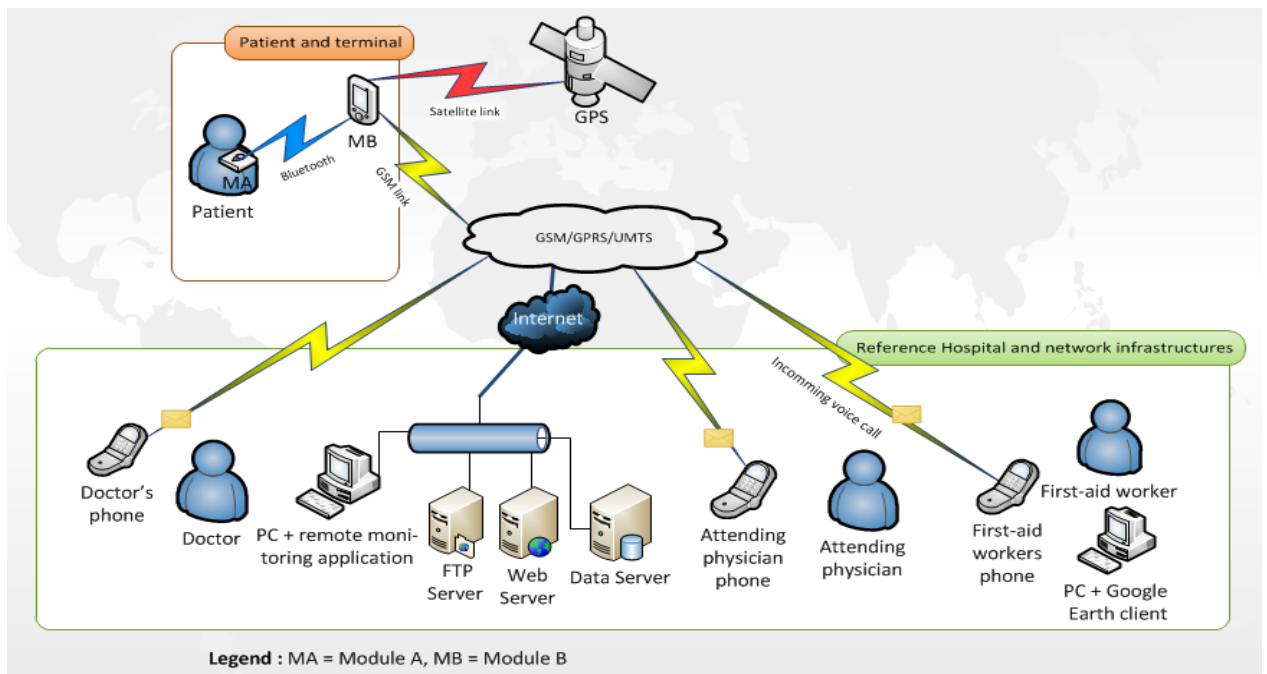 Patient and terminal
MB
Satellite link
GPS
Bluetooth
MA
GSM link
Patient
GSM/GPRS/UMTS
Internet
Reference Hospital and network infrastructures
Incomming voice call
Doctor's
phone
Doctor
PC + remote moni-
toring application
FTP
Server
Web
Server
Data Server
Attending
physician
phone
Attending
physician
First-aid
workers
phone
First-aid worker
PC + Google
Earth client
Legend : MA = Module A, MB = Module B